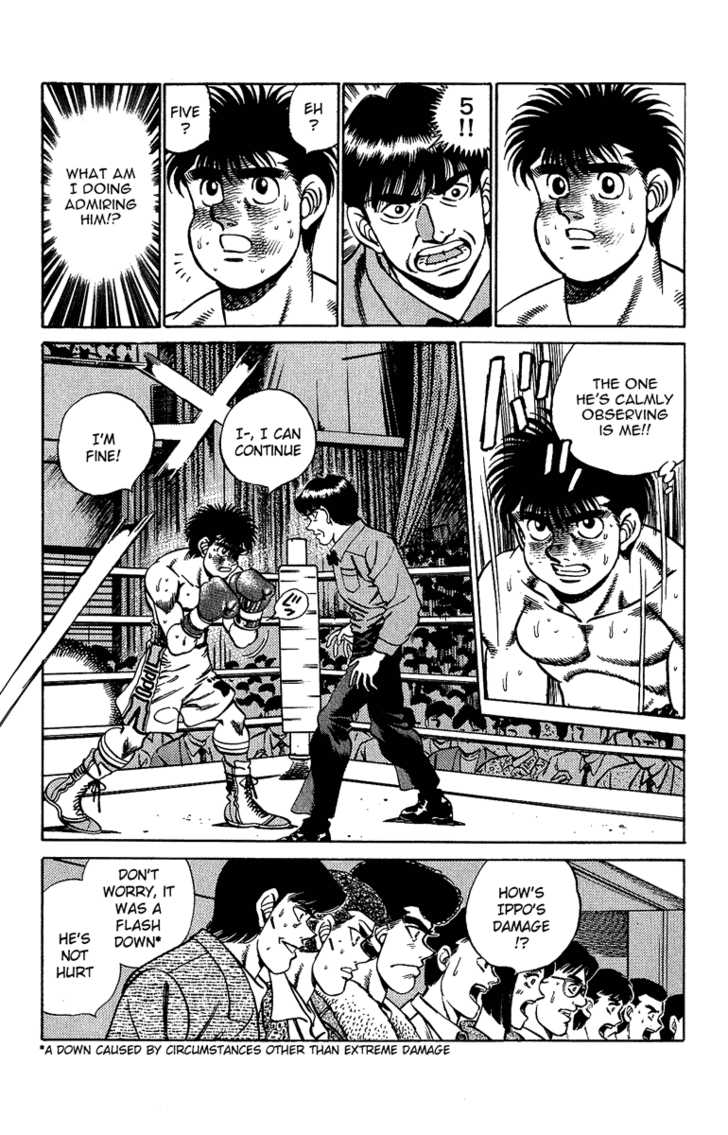 5
!!
EH
?
FIVE
?
WHAT AM
I DOING
ADMIRING
HIM!?
THE ONE
HE'S CALMLY
OBSERVING
IS ME!!
I-, I CAN
CONTINUE
I'M
FINE!
HOW'S
IPPO'S
DAMAGE
!?
DON'T
WORRY, IT
WAS A
FLASH
DOWN*
HE'S
NOT
HURT
*A DOWN CAUSED BY CIRCUMSTANCES OTHER THAN EXTREME DAMAGE